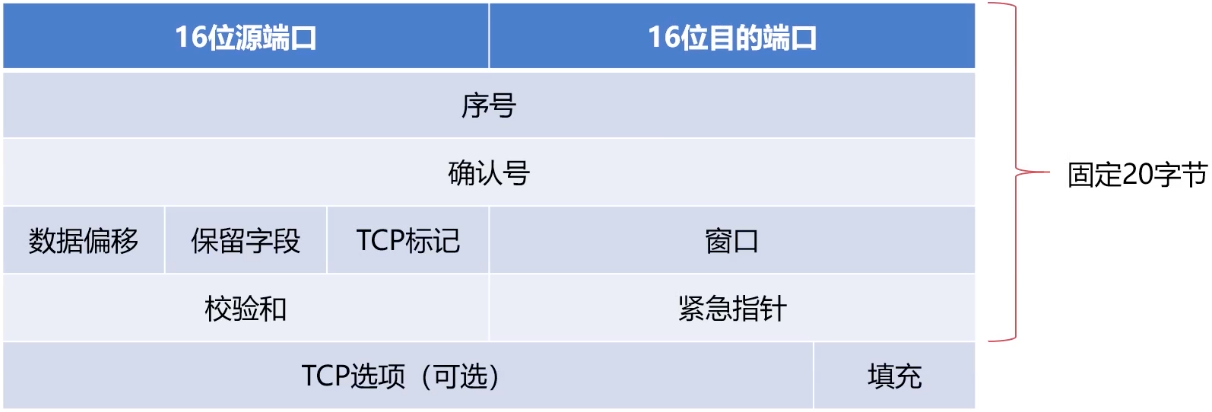 16位源端口
16位目的端口
序号
确认号
数据偏移
保留字段
TCP标记
窗口
校验和
紧急指针
TCP选项（可选）
填充
固定20字节